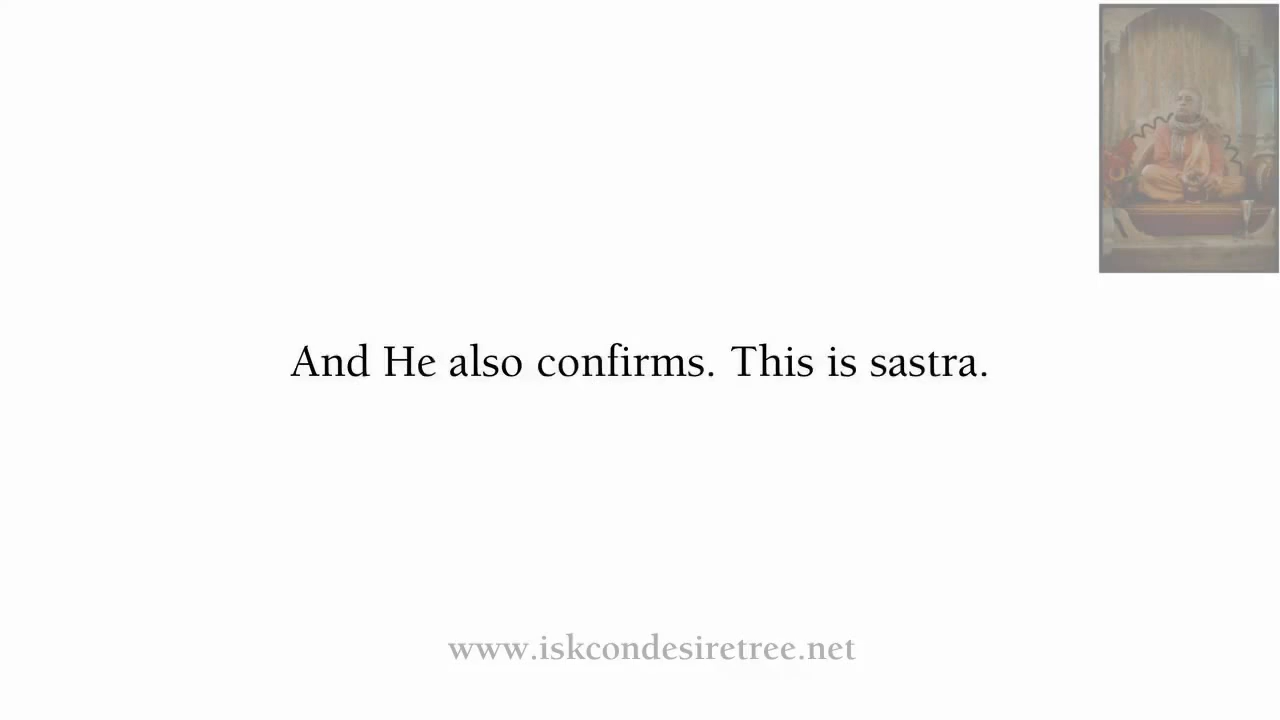 And He also confirms. This is sastra.
www.iskcondesiretree.net